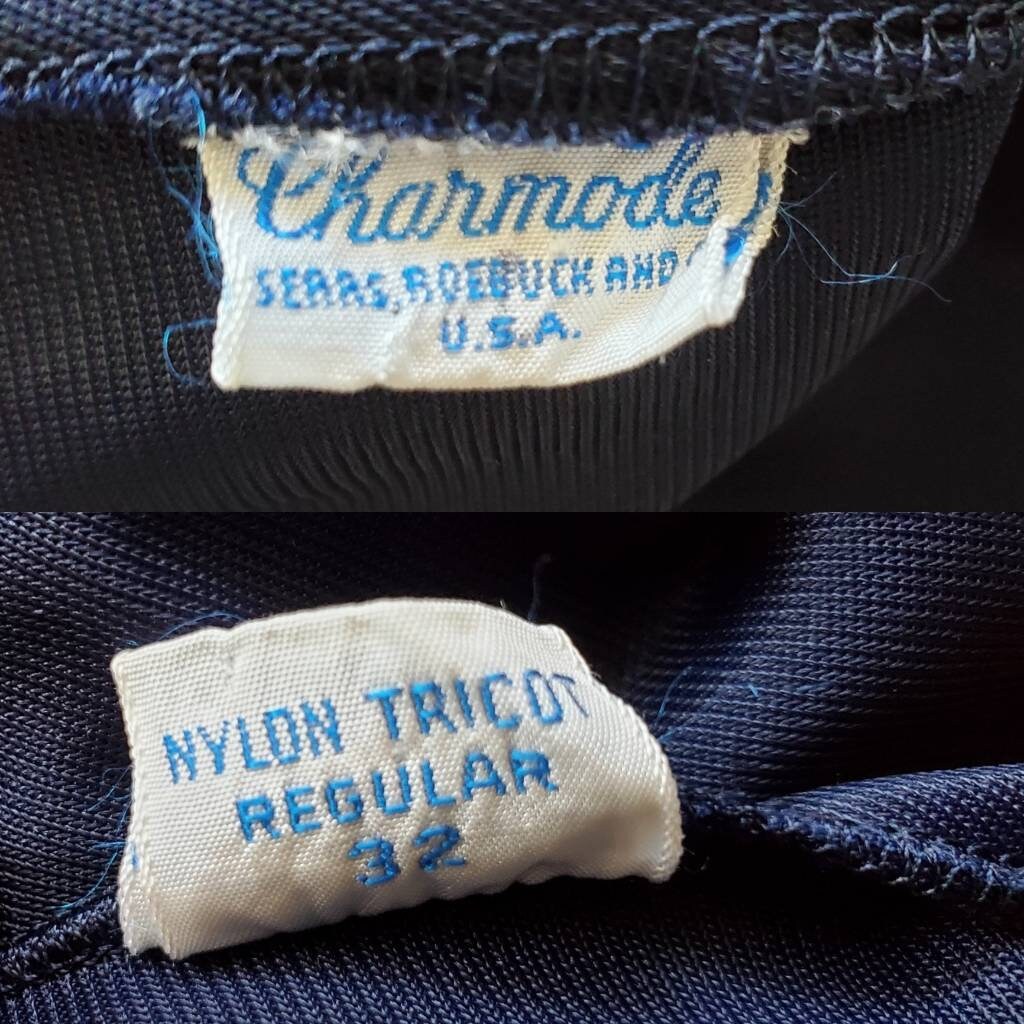 Charmode
SEARS, ROEBUCK AND
U.S.A.
NYLON TRICOT
REGULAR
32